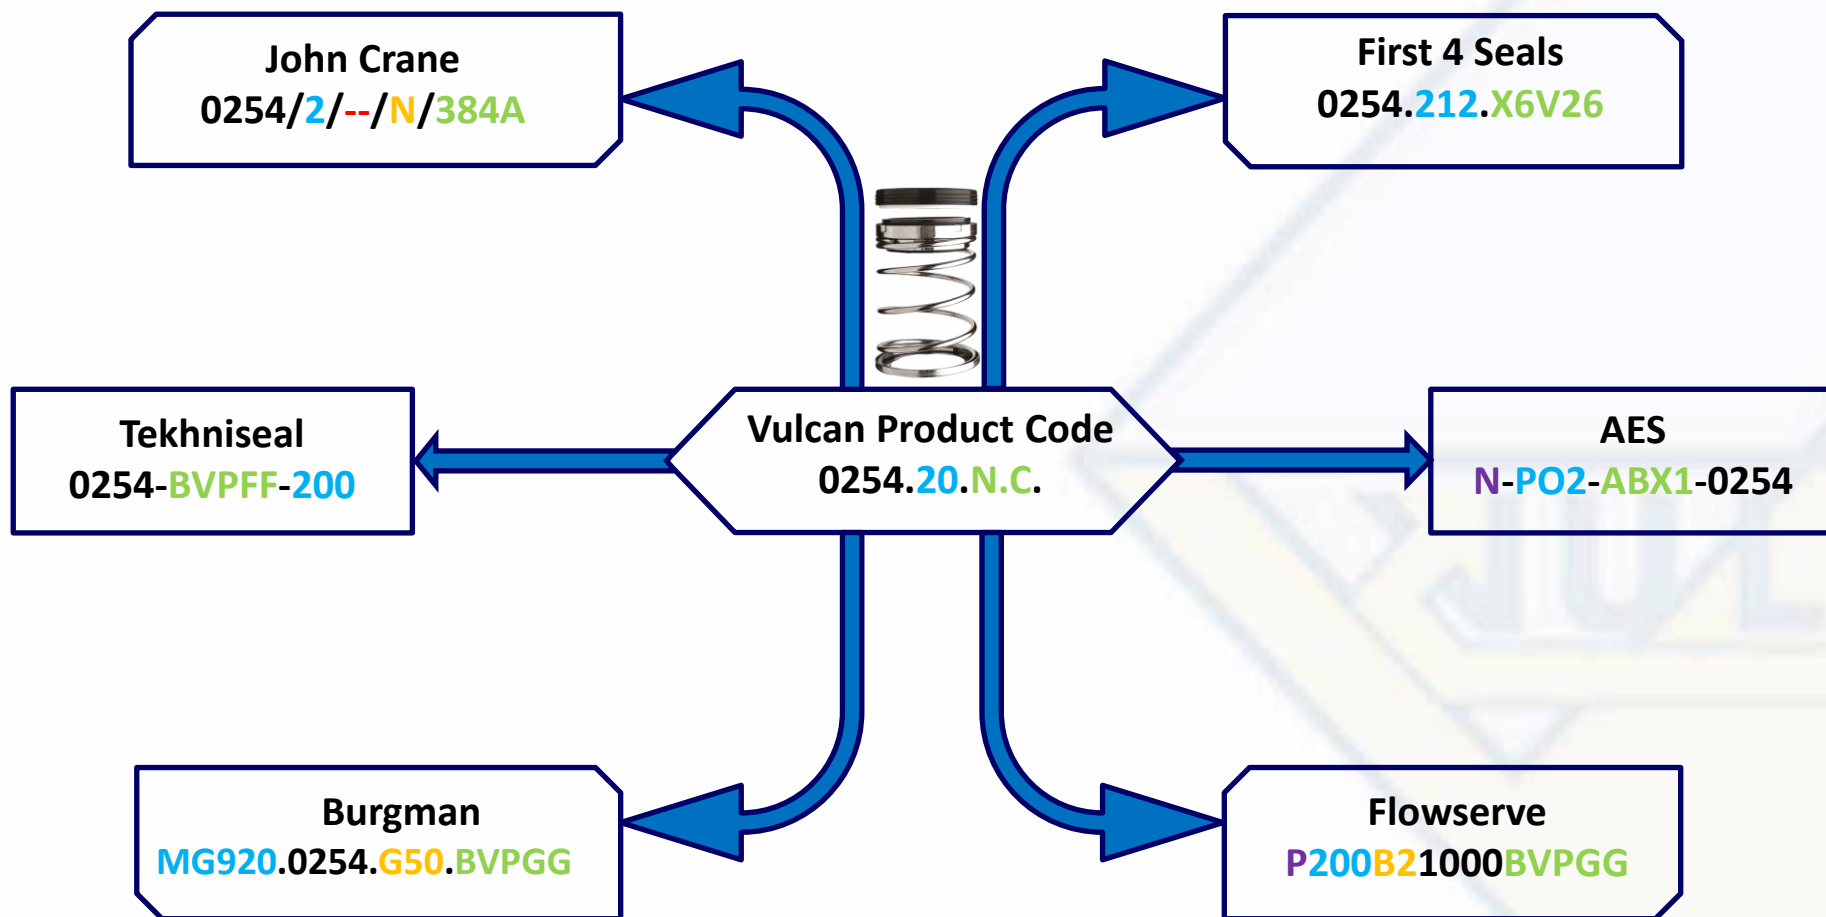 John Crane
0254/2/--/N/384A
First 4 Seals
0254.212.X6V26
Tekhniseal
0254-BVPFF-200
Vulcan Product Code
0254.20.N.C.
AES
N-PO2-ABX1-0254
Burgman
MG920.0254.G50.BVPGG
Flowserve
P200B21000BVPGG